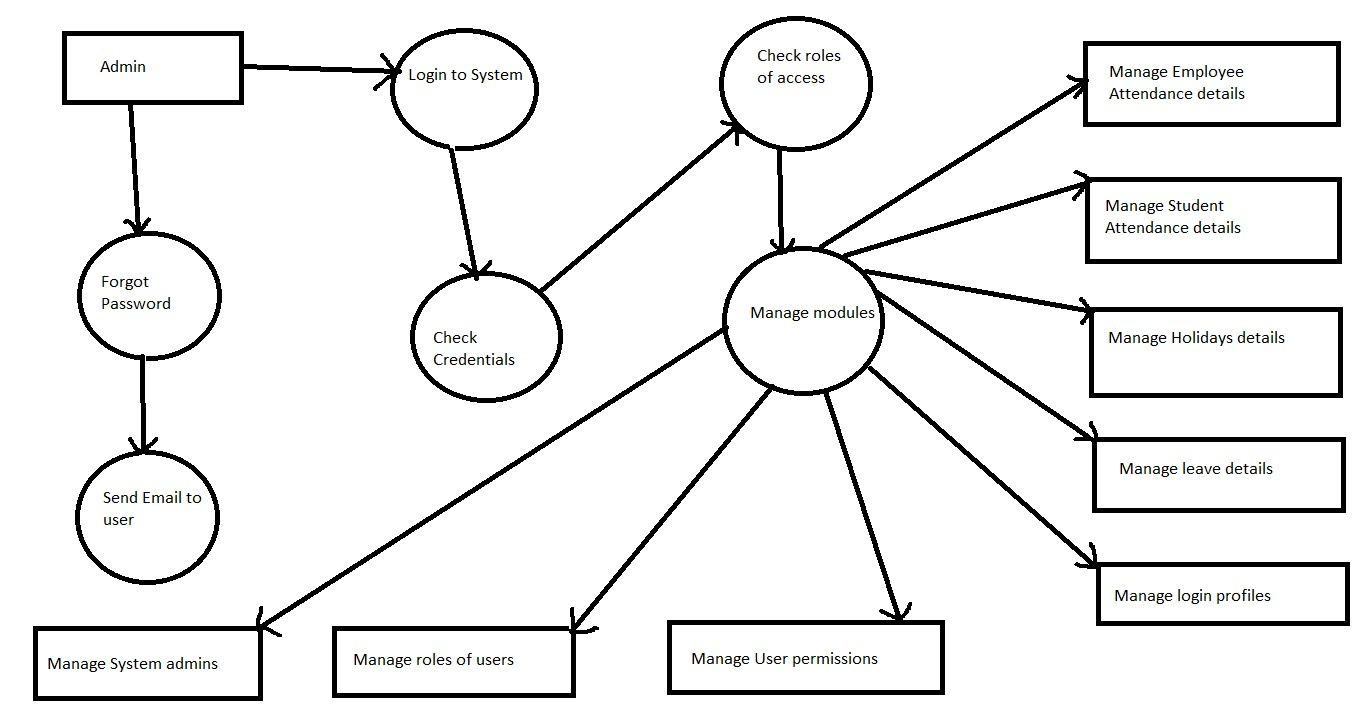 Admin
Login to System
Check roles
of access
Manage Employee
Attendance details
Manage Student
Attendance details
Forgot
Password
Check
Credentials
Manage modules
Manage Holidays details
Manage leave details
Send Email to
user
Manage login profiles
Manage System admins
Manage roles of users
Manage User permissions